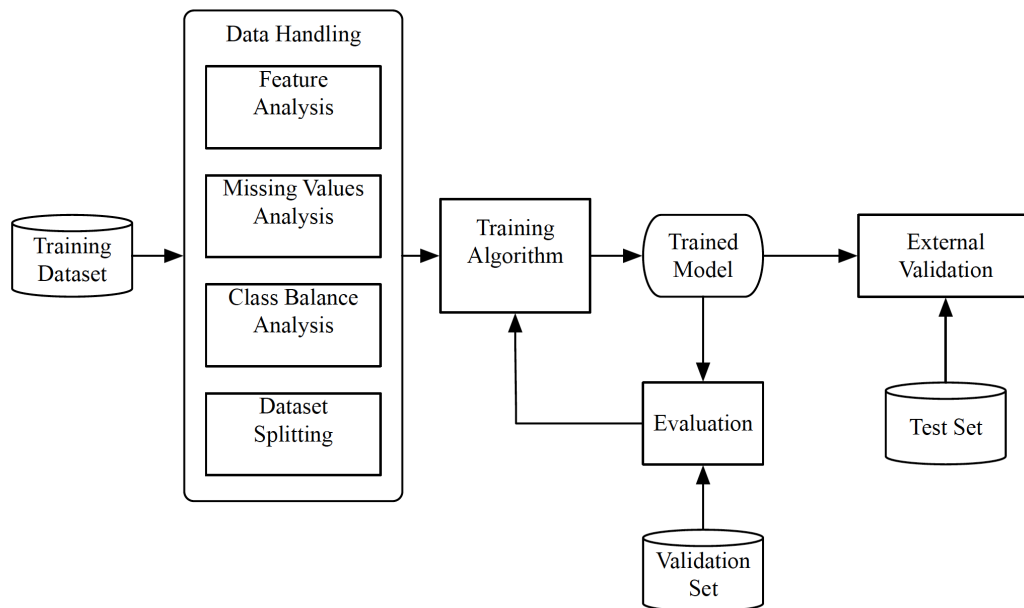 Data Handling
Feature
Analysis
Missing Values
Analysis
Class Balance
Analysis
Dataset
Splitting
Training
Dataset
Training
Algorithm
Trained
Model
External
Validation
Evaluation
Test Set
Validation
Set